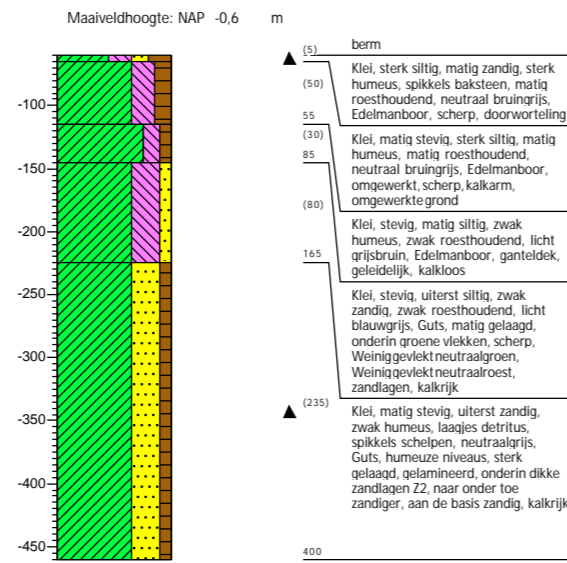 Maaiveldhoogte: NAP -0,6 m
-100
-150
-200
-250
-300
-350
-400
-450
(5)
berm
(50)
Klei, sterk siltig, matig zandig, sterk
humeus, spikkels baksteen, matig
roesthoudend, neutraal bruingrijs,
Edelmanboor, scherp, doorworteling
55
(30)
Klei, matig stevig, sterk siltig, matig
humeus, matig roesthoudend,
neutraal bruingrijs, Edelmanboor,
omgewerkt, scherp, kalkarm,
omgewerkte grond
85
(80)
Klei, stevig, matig siltig, zwak
humeus, zwak roesthoudend, licht
grijsbruin, Edelmanboor, ganteldek,
geleidelijk, kalkloos
165
Klei, stevig, uiterst siltig, zwak
zandig, zwak roesthoudend, licht
blauwgrijs, Guts, matig gelaagd,
onderin groene vlekken, scherp,
Weinig gevlekt neutraalgroen,
Weinig gevlekt neutraalroest,
zandlagen, kalkrijk
(235)
Klei, matig stevig, uiterst zandig,
zwak humeus, laagjes detritus,
spikkels schelpen, neutraalgrijs,
Guts, humeuze niveaus, sterk
gelaagd, gelamineerd, onderin dikke
zandlagen Z2, naar onder toe
zandiger, aan de basis zandig, kalkrijk
400